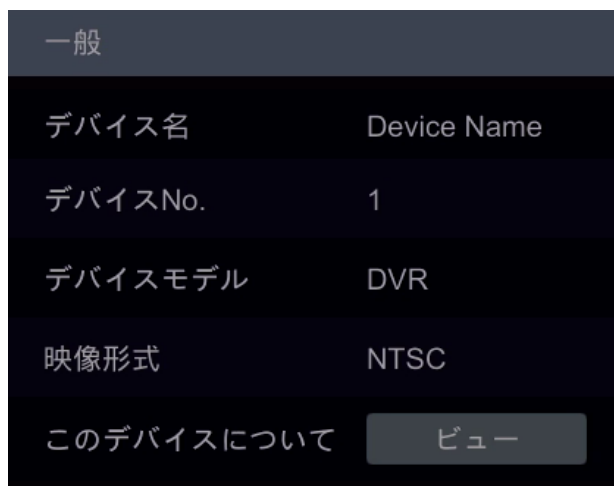 一般
デバイス名 Device Name
デバイスNo. 1
デバイスモデル DVR
映像形式 NTSC
このデバイスについて ビュー